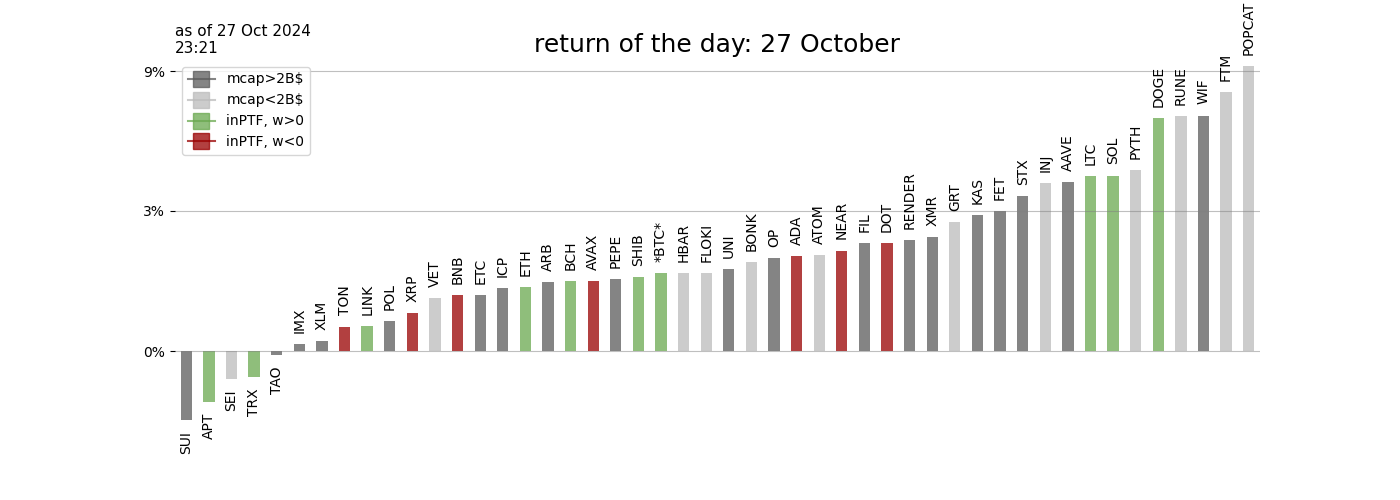 as of 27 Oct 2024
23:21
return of the day: 27 October
mcap>2B$
mcap<2B$
inPTF, w>0
inPTF, w<0
9%
3%
0%
SUI
APT
SEI
TRX
TAO
IMX
XLM
TON
LINK
POL
XRP
VET
BNB
ETC
ICP
ETH
ARB
BCH
AVAX
PEPE
SHIB
*BTC*
HBAR
FLOKI
UNI
BONK
OP
ADA
ATOM
NEAR
FIL
DOT
RENDER
XMR
GRT
KAS
FET
STX
INJ
AAVE
LTC
SOL
PYTH
DOGE
RUNE
WIF
FTM
POPCAT